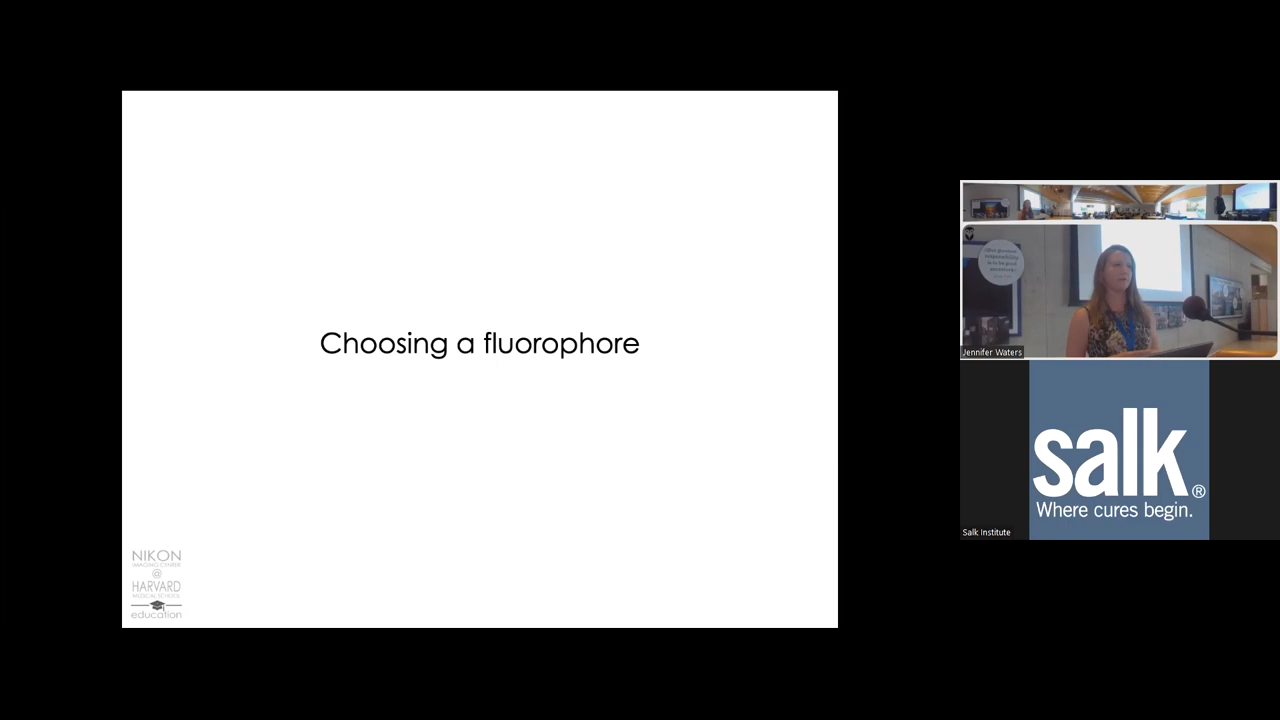 Choosing a fluorophore
NIKON
IMAGING CENTER
@
HARVARD
MEDICAL SCHOOL
education
Jennifer Waters
salk®
Where cures begin.
Salk Institute